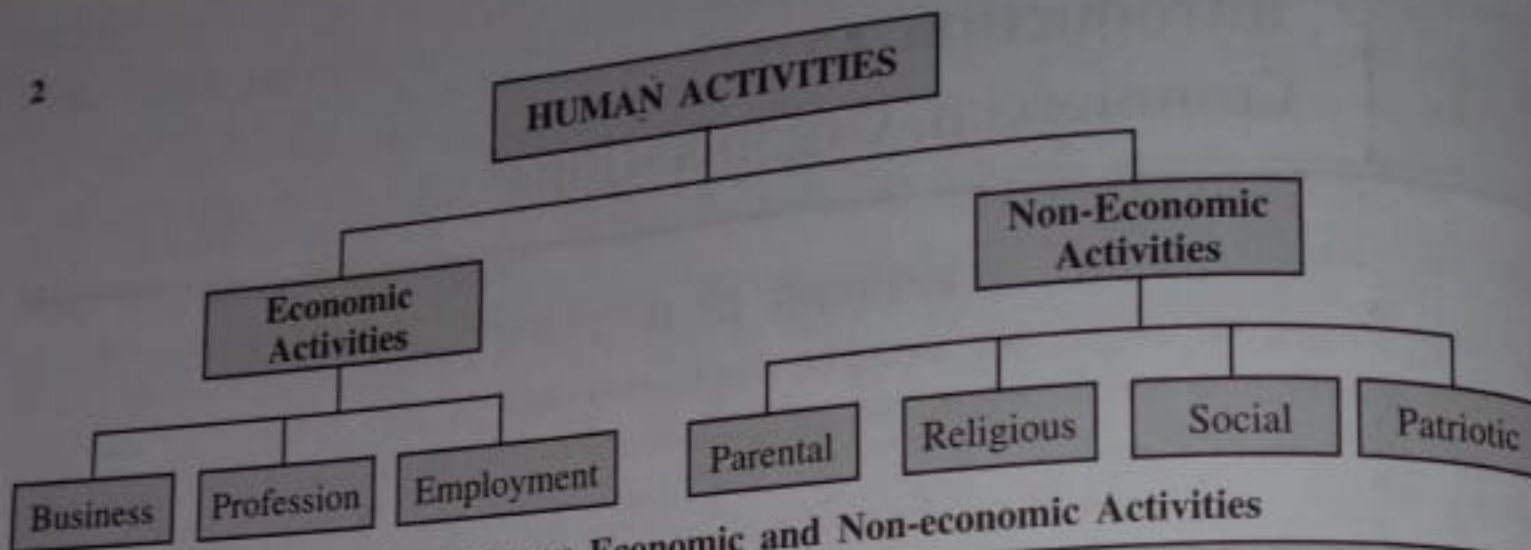 2
HUMAN ACTIVITIES
Non-Economic
Activities
Economic
Activities
Business
Profession
Employment
Parental
Religious
Social
Patriotic
Economic and Non-economic Activities